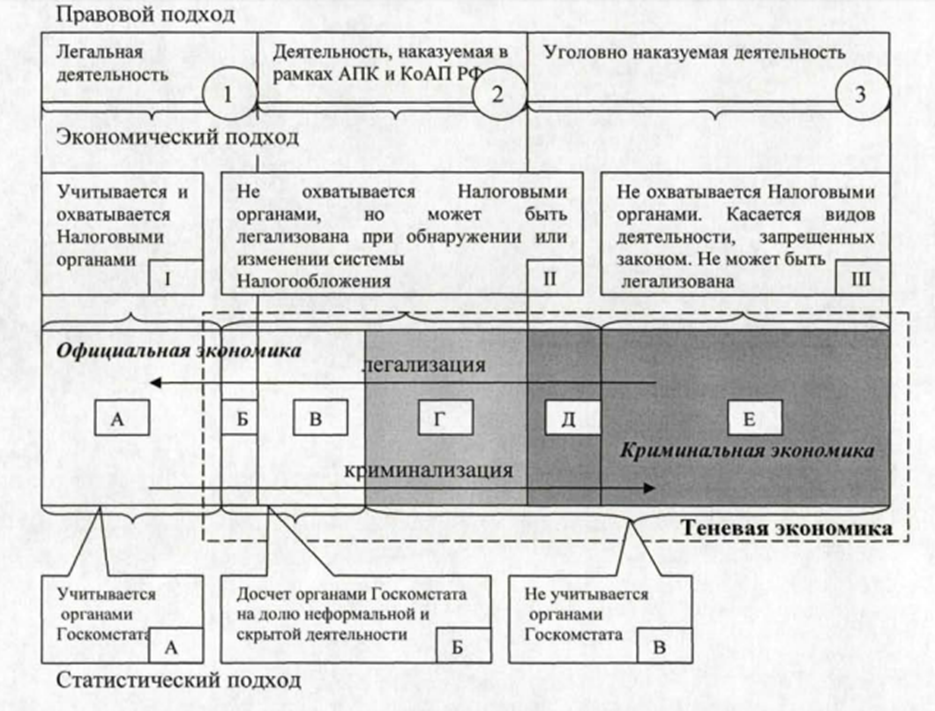 Правовой подход
Легальная
деятельность
1
Деятельность, наказуемая в
рамках АПК и КоАП РФ
2
Уголовно наказуемая деятельность
3
Экономический подход
Учитывается и
охватывается
Налоговыми
органами
I
Не охватывается Налоговыми
органами, но может быть
легализована при обнаружении или
изменении системы
Налогообложения
II
Не охватывается Налоговыми
органами. Касается видов
деятельности, запрещенных
законом. Не может быть
легализована
III
Официальная экономика
легализация
А
Б
В
Г
Д
Е
Криминальная экономика
криминализация
Теневая экономика
Учитывается
органами
Госкомстата
А
Досчет органами Госкомстата
на долю неформальной и
скрытой деятельности
Б
Не учитывается
органами
Госкомстата
В
Статистический подход